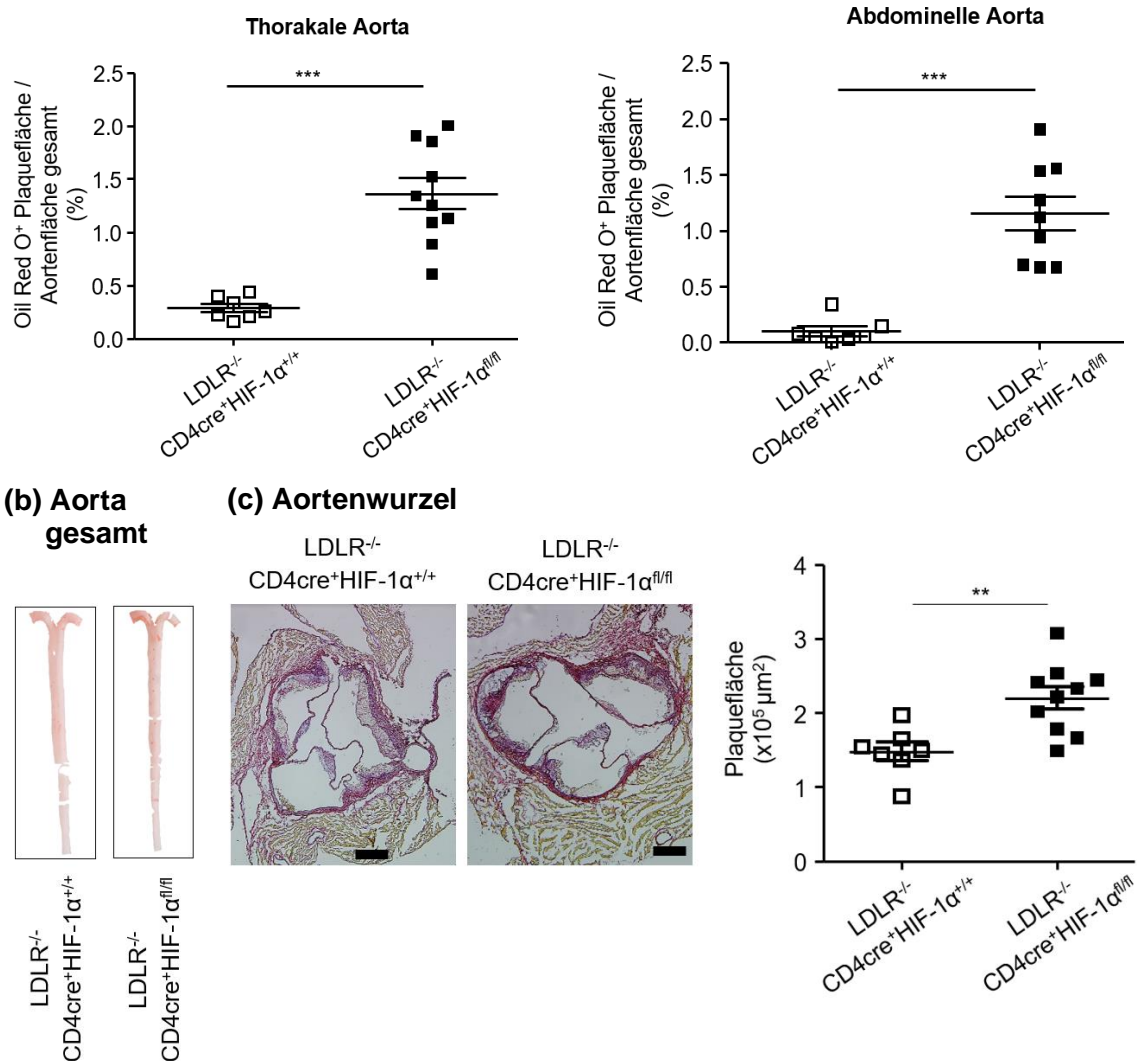 Thorakale Aorta
Oil Red O⁺ Plaquefläche /
Aortenfläche gesamt
(%)
2.5
2.0
1.5
1.0
0.5
0.0
***
LDLR⁻/⁻
CD4cre⁺HIF-1α⁺/⁺
LDLR⁻/⁻
CD4cre⁺HIF-1αᶠˡ/ᶠˡ
Abdominelle Aorta
Oil Red O⁺ Plaquefläche /
Aortenfläche gesamt
(%)
2.5
2.0
1.5
1.0
0.5
0.0
***
LDLR⁻/⁻
CD4cre⁺HIF-1α⁺/⁺
LDLR⁻/⁻
CD4cre⁺HIF-1αᶠˡ/ᶠˡ
(b) Aorta
gesamt
LDLR⁻/⁻
CD4cre⁺HIF-1α⁺/⁺
LDLR⁻/⁻
CD4cre⁺HIF-1αᶠˡ/ᶠˡ
(c) Aortenwurzel
LDLR⁻/⁻
CD4cre⁺HIF-1α⁺/⁺
LDLR⁻/⁻
CD4cre⁺HIF-1αᶠˡ/ᶠˡ
Plaquefläche
(x10⁵ µm²)
4
3
2
1
0
**
LDLR⁻/⁻
CD4cre⁺HIF-1α⁺/⁺
LDLR⁻/⁻
CD4cre⁺HIF-1αᶠˡ/ᶠˡ